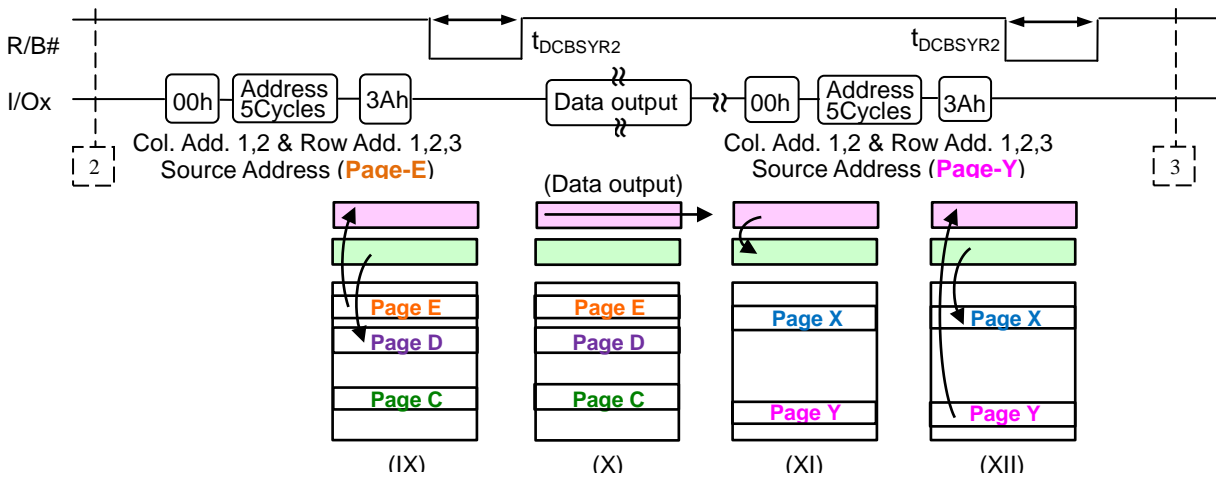 R/B#
tDCBSYR2
tDCBSYR2
I/Ox
00h
Address
5Cycles
3Ah
Data output
00h
Address
5Cycles
3Ah
Col. Add. 1,2 & Row Add. 1,2,3
Source Address (Page-E)
Col. Add. 1,2 & Row Add. 1,2,3
Source Address (Page-Y)
2
3
(Data output)
Page E
Page D
Page C
Page E
Page D
Page C
Page X
Page Y
Page X
Page Y
(IX)
(X)
(XI)
(XII)